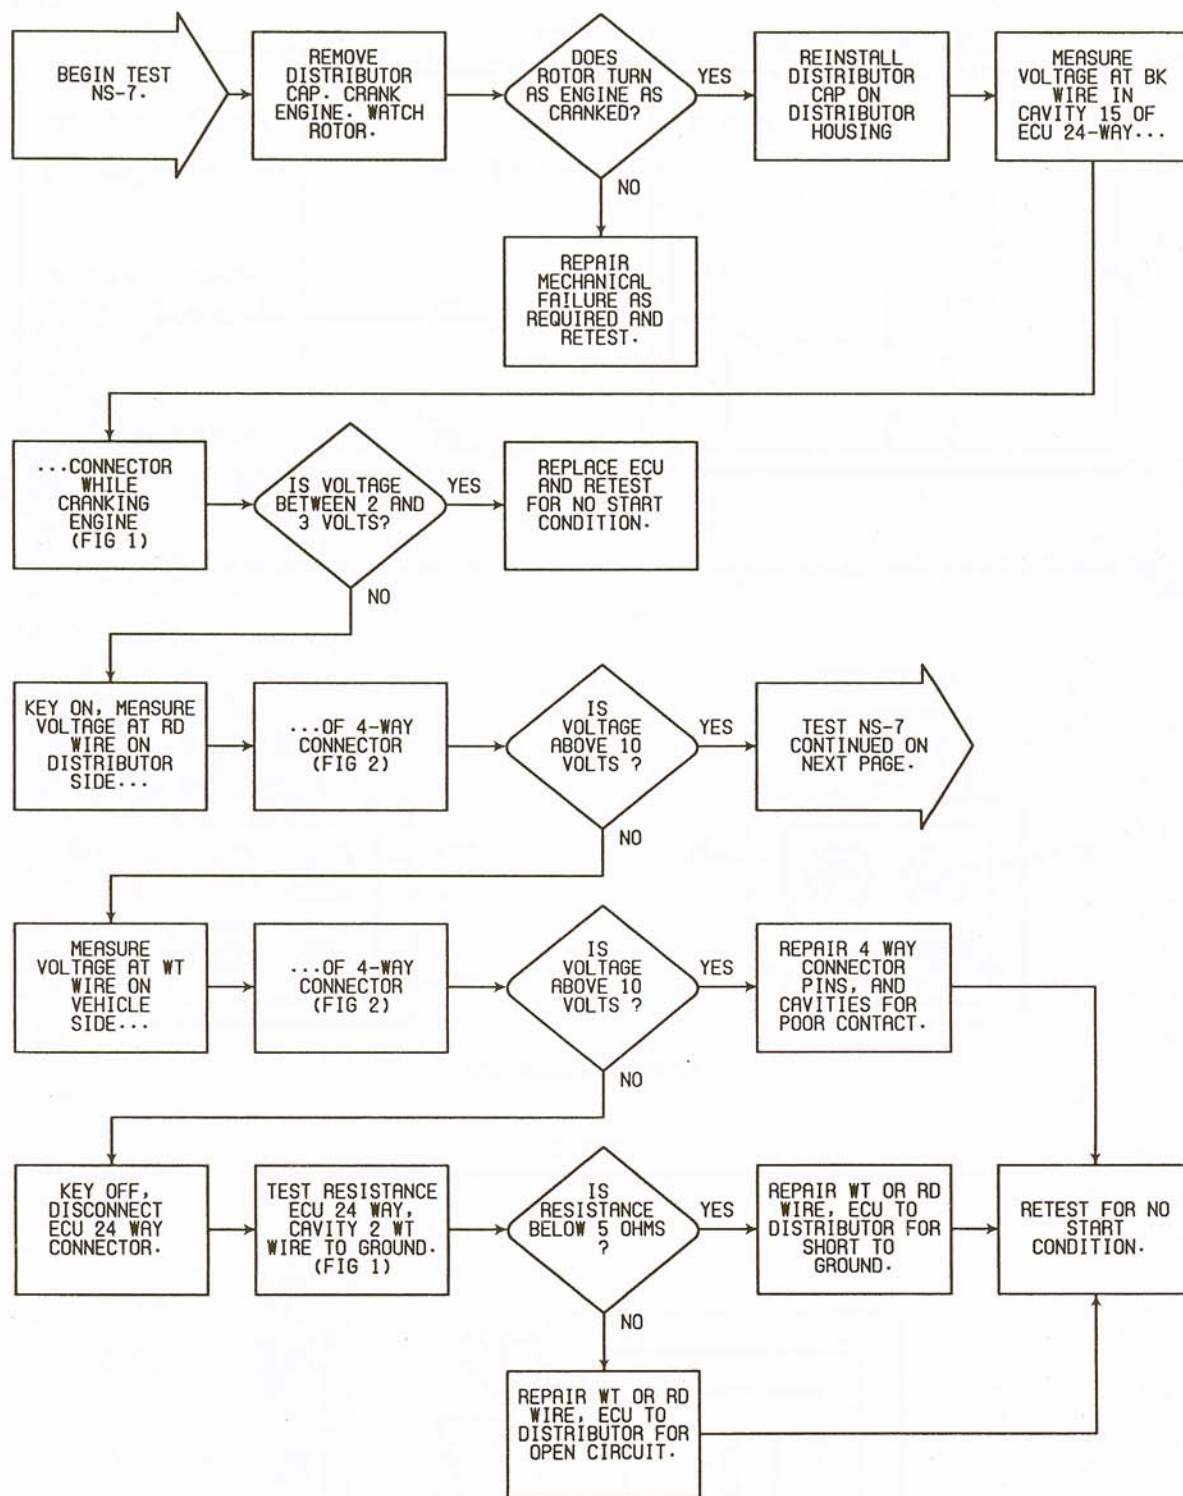 BEGIN TEST
NS-7.
REMOVE
DISTRIBUTOR
CAP. CRANK
ENGINE. WATCH
ROTOR.
DOES
ROTOR TURN
AS ENGINE AS
CRANKED?
YES
NO
REINSTALL
DISTRIBUTOR
CAP ON
DISTRIBUTOR
HOUSING
MEASURE
VOLTAGE AT BK
WIRE IN
CAVITY 15 OF
ECU 24-WAY...
REPAIR
MECHANICAL
FAILURE AS
REQUIRED AND
RETEST.
...CONNECTOR
WHILE
CRANKING
ENGINE
(FIG 1)
IS VOLTAGE
BETWEEN 2 AND
3 VOLTS?
YES
NO
REPLACE ECU
AND RETEST
FOR NO START
CONDITION.
KEY ON, MEASURE
VOLTAGE AT RD
WIRE ON
DISTRIBUTOR
SIDE...
...OF 4-WAY
CONNECTOR
(FIG 2)
IS
VOLTAGE
ABOVE 10
VOLTS ?
YES
NO
TEST NS-7
CONTINUED ON
NEXT PAGE.
MEASURE
VOLTAGE AT WT
WIRE ON
VEHICLE
SIDE...
...OF 4-WAY
CONNECTOR
(FIG 2)
IS
VOLTAGE
ABOVE 10
VOLTS ?
YES
NO
REPAIR 4 WAY
CONNECTOR
PINS, AND
CAVITIES FOR
POOR CONTACT.
KEY OFF,
DISCONNECT
ECU 24 WAY
CONNECTOR.
TEST RESISTANCE
ECU 24 WAY,
CAVITY 2 WT
WIRE TO GROUND.
(FIG 1)
IS
RESISTANCE
BELOW 5 OHMS
?
YES
NO
REPAIR WT OR RD
WIRE, ECU TO
DISTRIBUTOR FOR
SHORT TO
GROUND.
RETEST FOR NO
START
CONDITION.
REPAIR WT OR RD
WIRE, ECU TO
DISTRIBUTOR FOR
OPEN CIRCUIT.